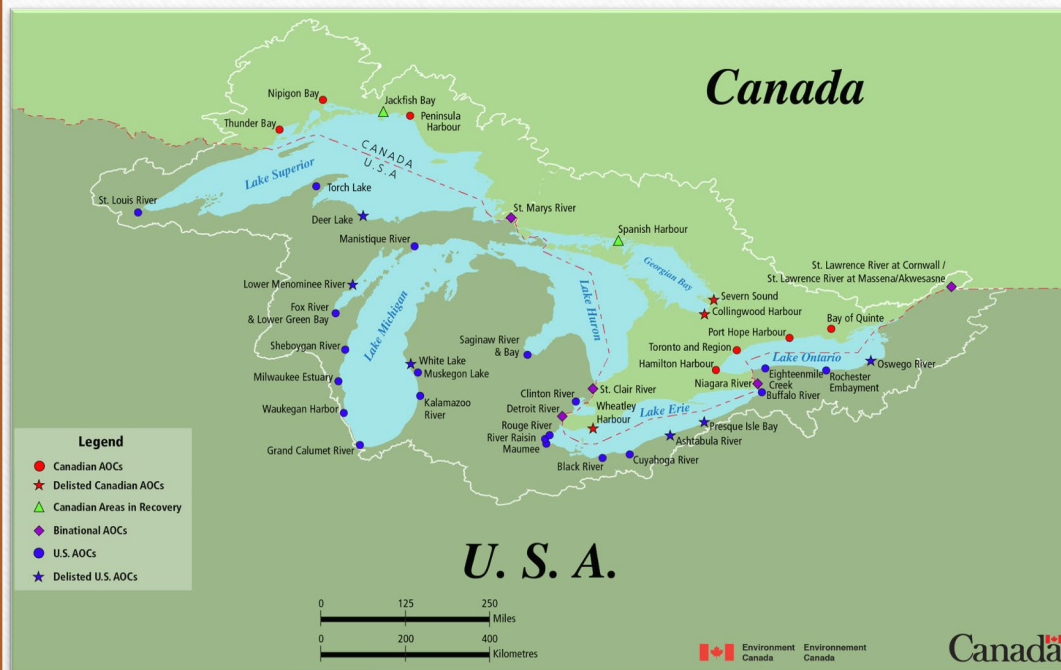 Canada
Nipigon Bay
Jackfish Bay
Thunder Bay
Peninsula
Harbour
CANADA
U.S.A
Lake Superior
St. Louis River
Torch Lake
Deer Lake
St. Marys River
Manistique River
Spanish Harbour
Georgian Bay
St. Lawrence River at Cornwall /
St. Lawrence River at Massena/Akwesasne
Lower Menominee River
Severn Sound
Collingwood Harbour
Fox River
& Lower Green Bay
Lake Michigan
Lake Huron
Bay of Quinte
Port Hope Harbour
Saginaw River
& Bay
Sheboygan River
Toronto and Region
Lake Ontario
White Lake
Muskegon Lake
Hamilton Harbour
Oswego River
Milwaukee Estuary
Niagara River
Eighteenmile
Creek
Rochester
Embayment
Buffalo River
Kalamazoo
River
Clinton River
St. Clair River
Waukegan Harbor
Detroit River
Wheatley
Harbour
Lake Erie
Rouge River
River Raisin
Maumee
Presque Isle Bay
Ashtabula River
Grand Calumet River
Black River
Cuyahoga River
Legend
Canadian AOCs
Delisted Canadian AOCs
Canadian Areas in Recovery
Binational AOCs
U.S. AOCs
Delisted U.S. AOCs
U. S. A.
0 125 250
Miles
0 200 400
Kilometres
Environment
Canada
Environnement
Canada
Canada